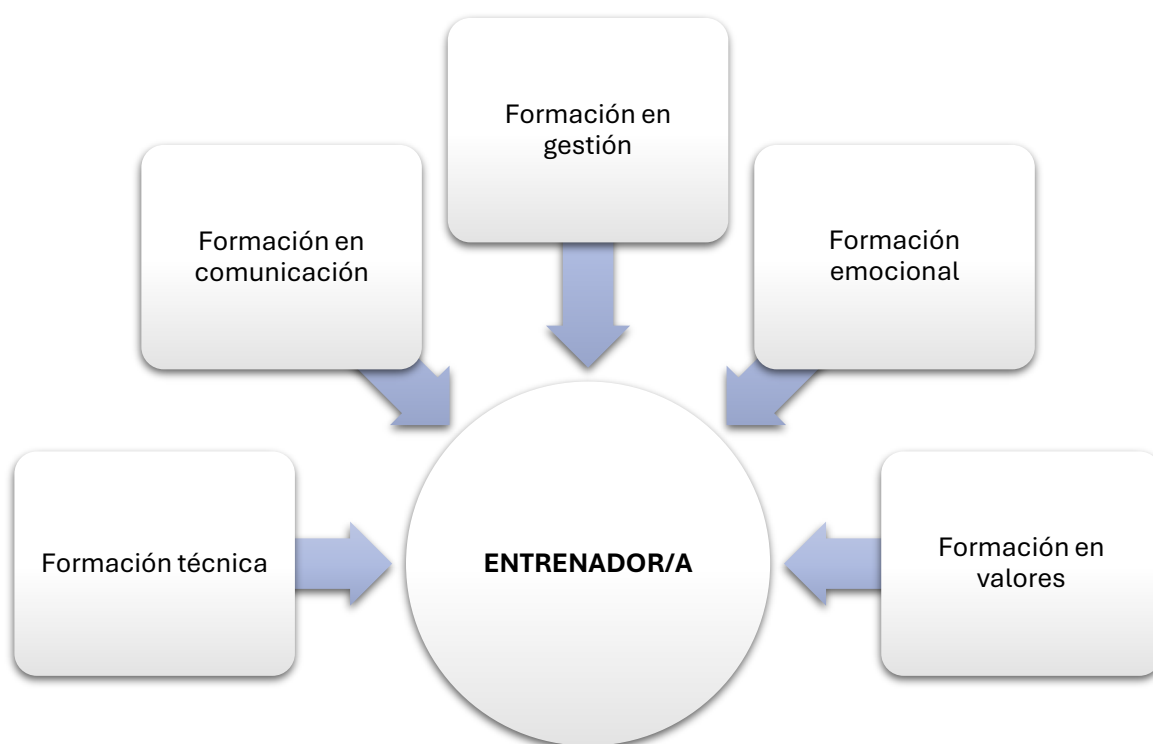 Formación en
gestión
Formación en
comunicación
Formación
emocional
Formación técnica
ENTRENADOR/A
Formación en
valores